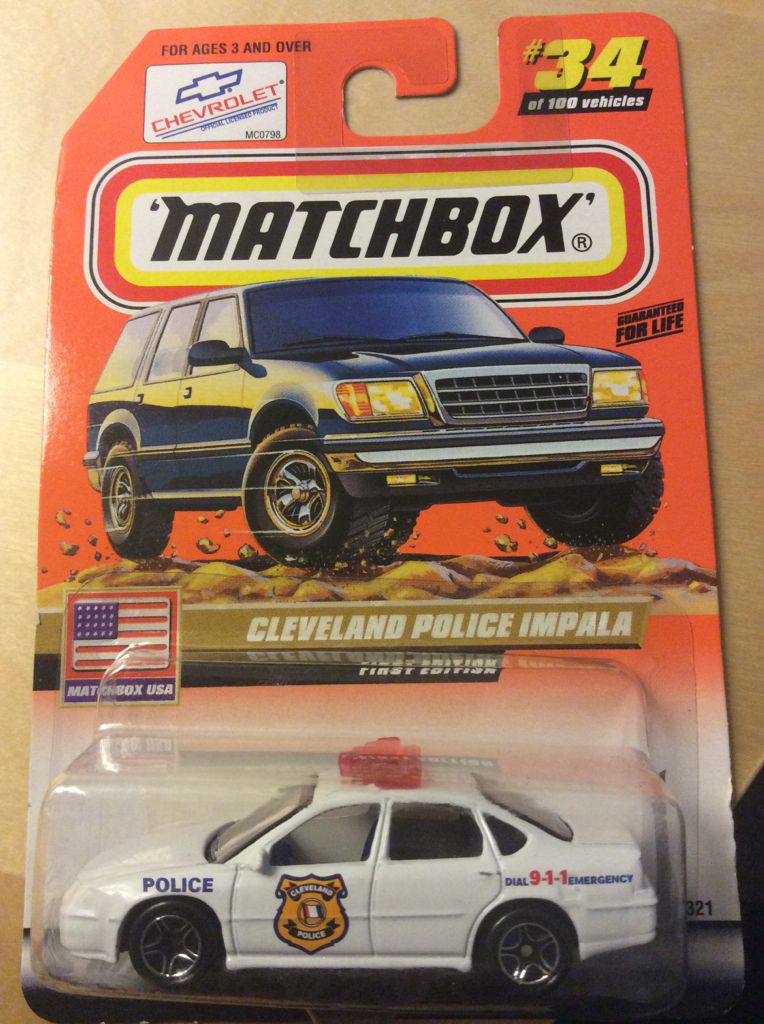 FOR AGES 3 AND OVER
CHEVROLET
OFFICIAL LICENSED PRODUCT
MC0798
#34
of 100 vehicles
'MATCHBOX'®
GUARANTEED
FOR LIFE
CLEVELAND POLICE IMPALA
FIRST EDITION
MATCHBOX USA
POLICE
CLEVELAND
POLICE
DIAL 9-1-1 EMERGENCY
321